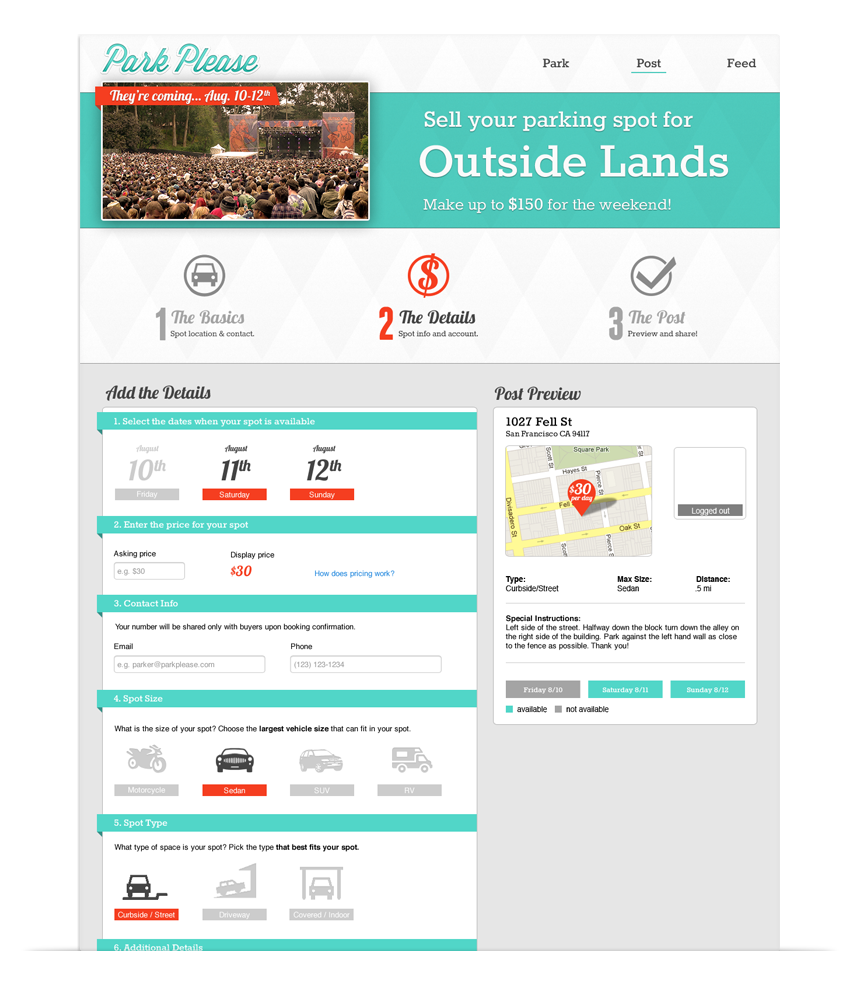 Park Please
Park
Post
Feed
They're coming... Aug. 10-12th
Sell your parking spot for
Outside Lands
Make up to $150 for the weekend!
1 The Basics
Spot location & contact.
2 The Details
Spot info and account.
3 The Post
Preview and share!
Add the Details
1. Select the dates when your spot is available
August
10th
Friday
August
11th
Saturday
August
12th
Sunday
2. Enter the price for your spot
Asking price
e.g. $30
Display price
$30
How does pricing work?
3. Contact Info
Your number will be shared only with buyers upon booking confirmation.
Email
e.g. parker@parkplease.com
Phone
(123) 123-1234
4. Spot Size
What is the size of your spot? Choose the largest vehicle size that can fit in your spot.
Motorcycle
Sedan
SUV
RV
5. Spot Type
What type of space is your spot? Pick the type that best fits your spot.
Curbside / Street
Driveway
Covered / Indoor
6. Additional Details
Post Preview
1027 Fell St
San Francisco CA 94117
Square Park
Scott St
Hayes St
Pierce St
$30
per day
Fell
Divisadero St
Oak St
Scott
Pierce St
Logged out
Type:
Curbside/Street
Max Size:
Sedan
Distance:
.5 mi
Special Instructions:
Left side of the street. Halfway down the block turn down the alley on
the right side of the building. Park against the left hand wall as close
to the fence as possible. Thank you!
Friday 8/10
Saturday 8/11
Sunday 8/12
available
not available